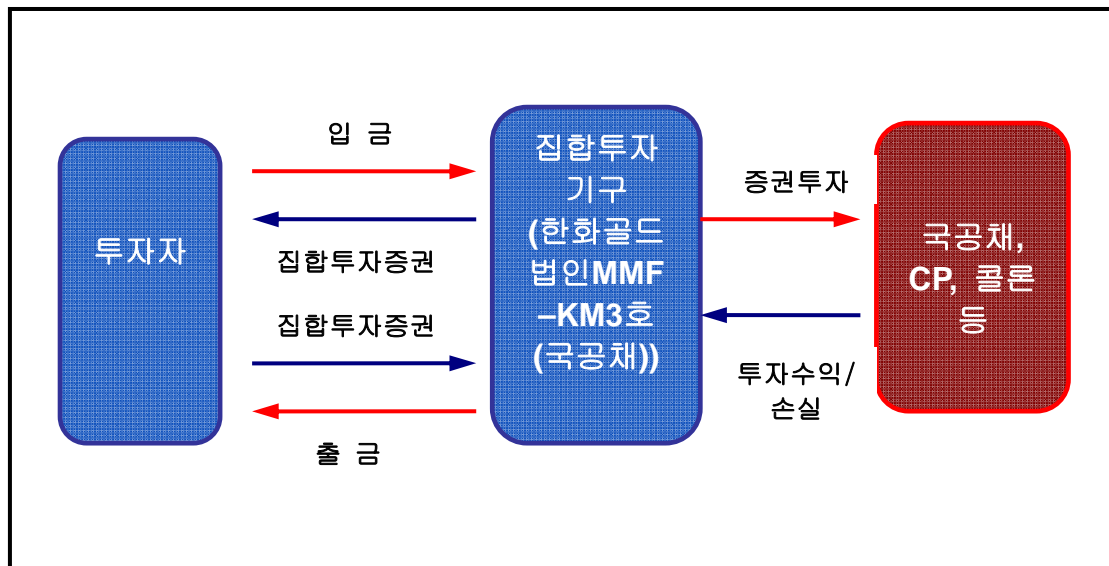 투자자
입 금
집합투자증권
집합투자증권
출 금
집합투자
기구
(한화골드
법인MMF
–KM3호
(국공채))
증권투자
투자수익/
손실
국공채,
CP, 콜론
등